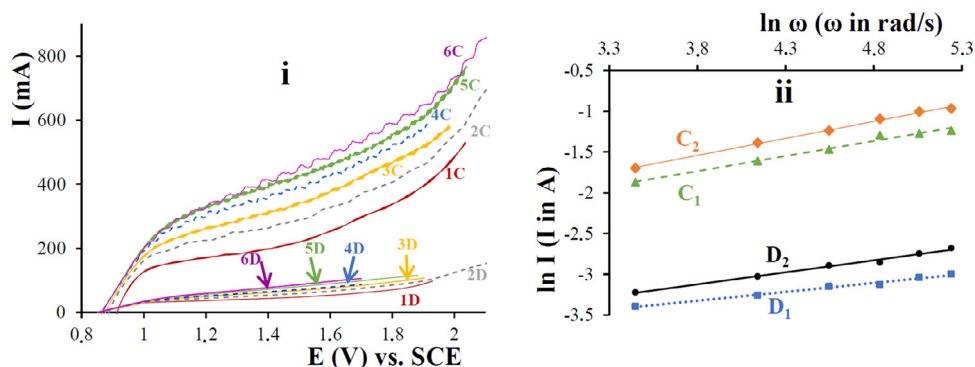 I (mA)
800
600
400
200
0
0.8 1 1.2 1.4 1.6 1.8 2
E (V) vs. SCE
i
6C
5C
4C
2C
3C
1C
6D
5D
4D
3D
2D
1D
ln ω (ω in rad/s)
3.3 3.8 4.3 4.8 5.3
ln I (I in A)
-0.5
-1
-1.5
-2
-2.5
-3
-3.5
ii
C2
C1
D2
D1